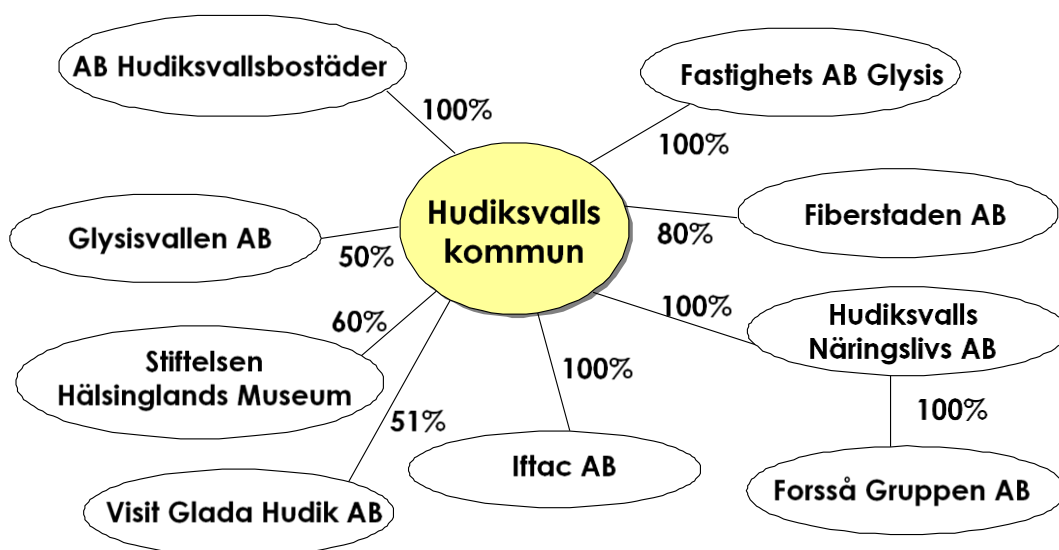 AB Hudiksvallsbostäder
Fastighets AB Glysis
100%
100%
Hudiksvalls
kommun
Fiberstaden AB
80%
Glysisvallen AB
50%
100%
Hudiksvalls
Näringslivs AB
60%
Stiftelsen
Hälsinglands Museum
100%
51%
100%
Iftac AB
Forsså Gruppen AB
Visit Glada Hudik AB